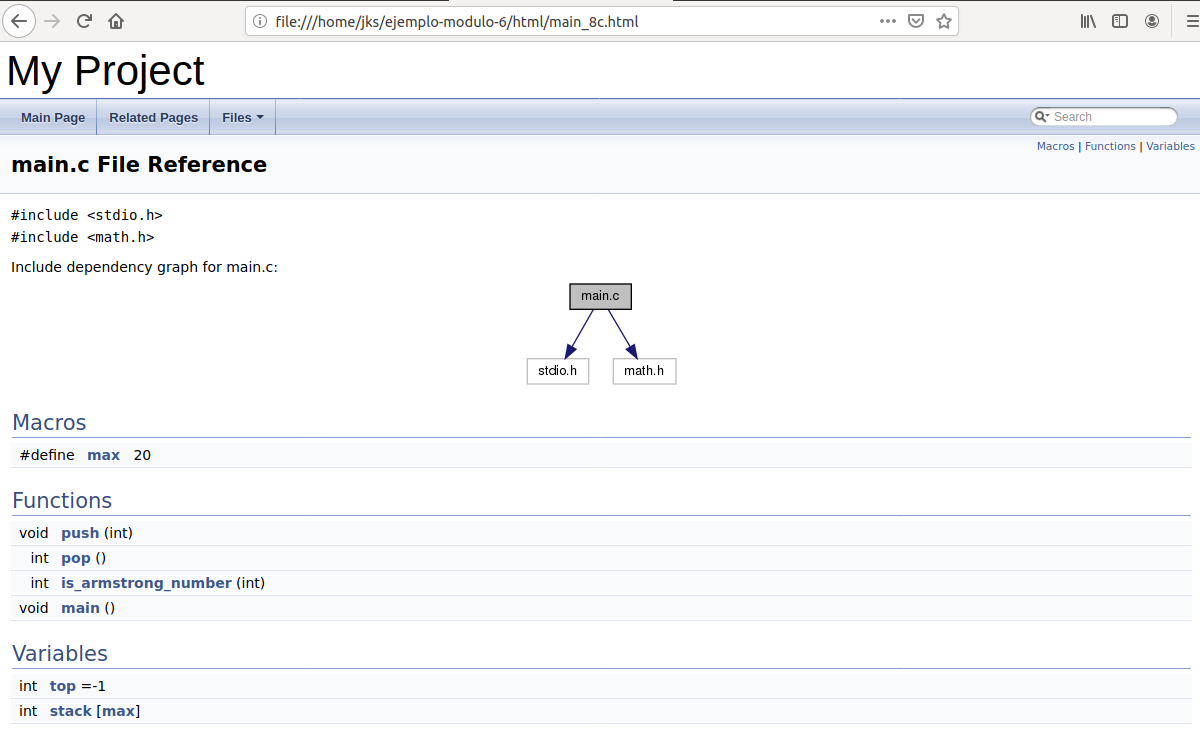 file:///home/jks/ejemplo-modulo-6/html/main_8c.html
My Project
Main Page Related Pages Files Search
Macros | Functions | Variables
main.c File Reference
#include <stdio.h>
#include <math.h>
Include dependency graph for main.c:
main.c
stdio.h math.h
Macros
#define max 20
Functions
void push (int)
int pop ()
int is_armstrong_number (int)
void main ()
Variables
int top =-1
int stack [max]